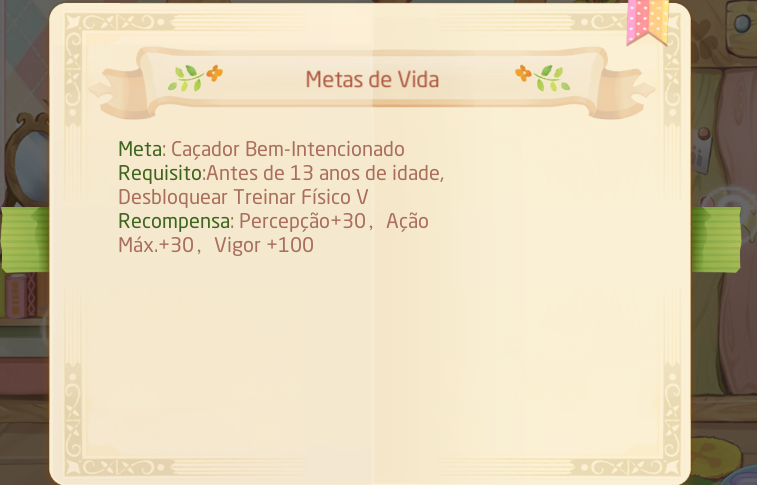 Metas de Vida
Meta: Caçador Bem-Intencionado
Requisito:Antes de 13 anos de idade,
Desbloquear Treinar Físico V
Recompensa: Percepção+30， Ação
Máx.+30， Vigor +100